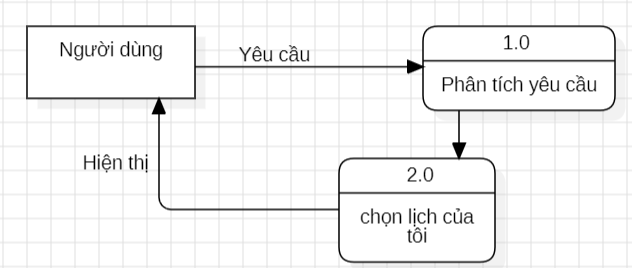 Người dùng
Yêu cầu
1.0
Phân tích yêu cầu
Hiện thị
2.0
chọn lịch của
tôi